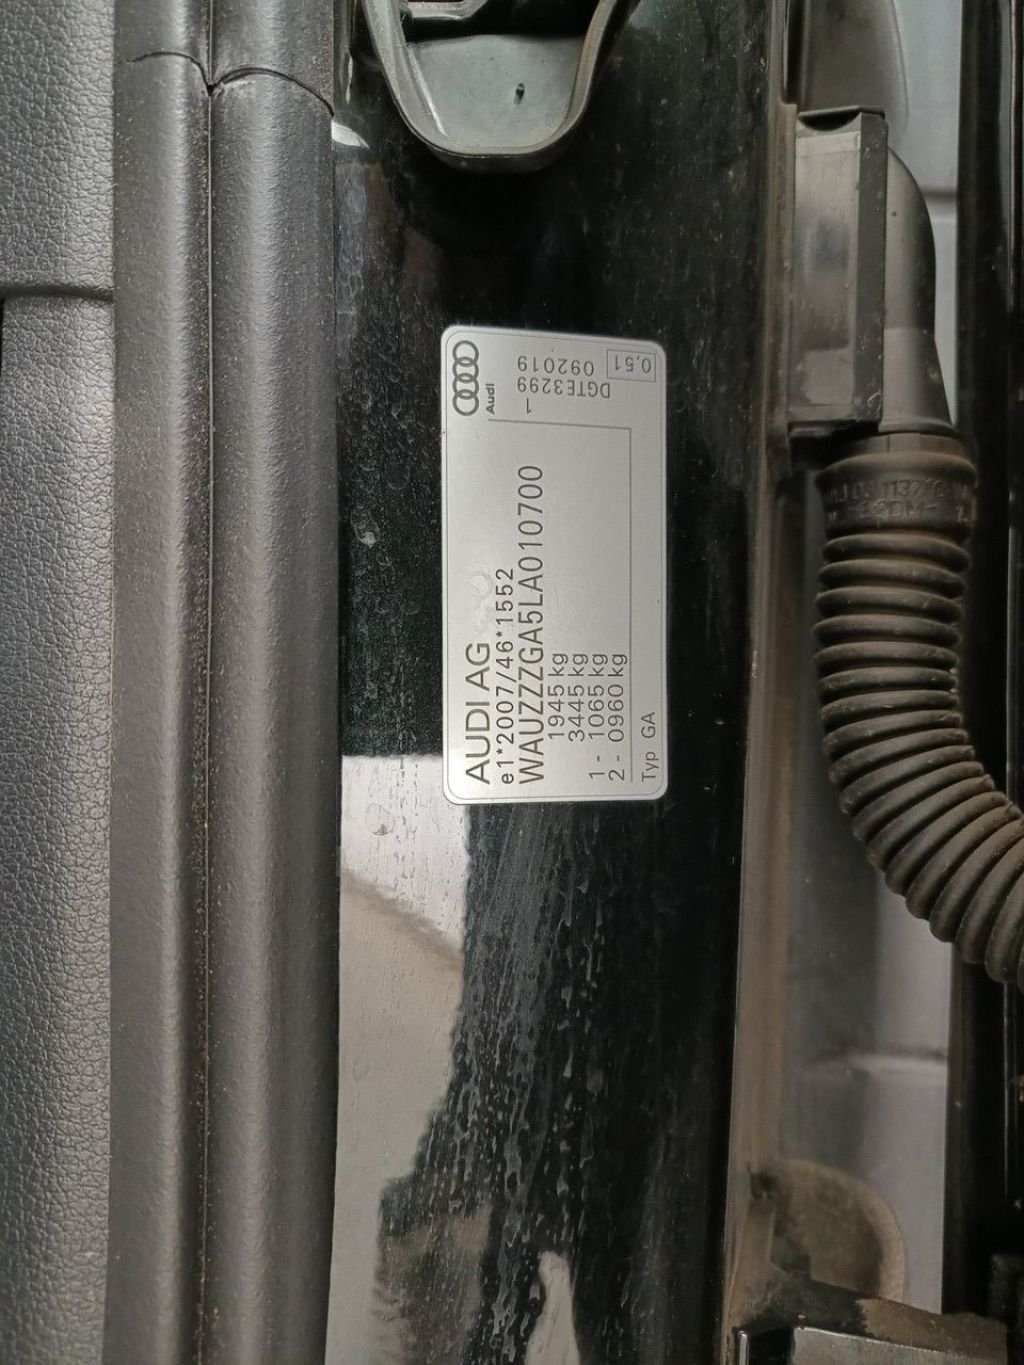 AUDI AG
e1*2007/46*1552
WAUZZZGA5LA010700
1945 kg
3445 kg
1 - 1065 kg
2 - 0960 kg
Typ GA
Audi
1
DGTE3299
092019
0,51